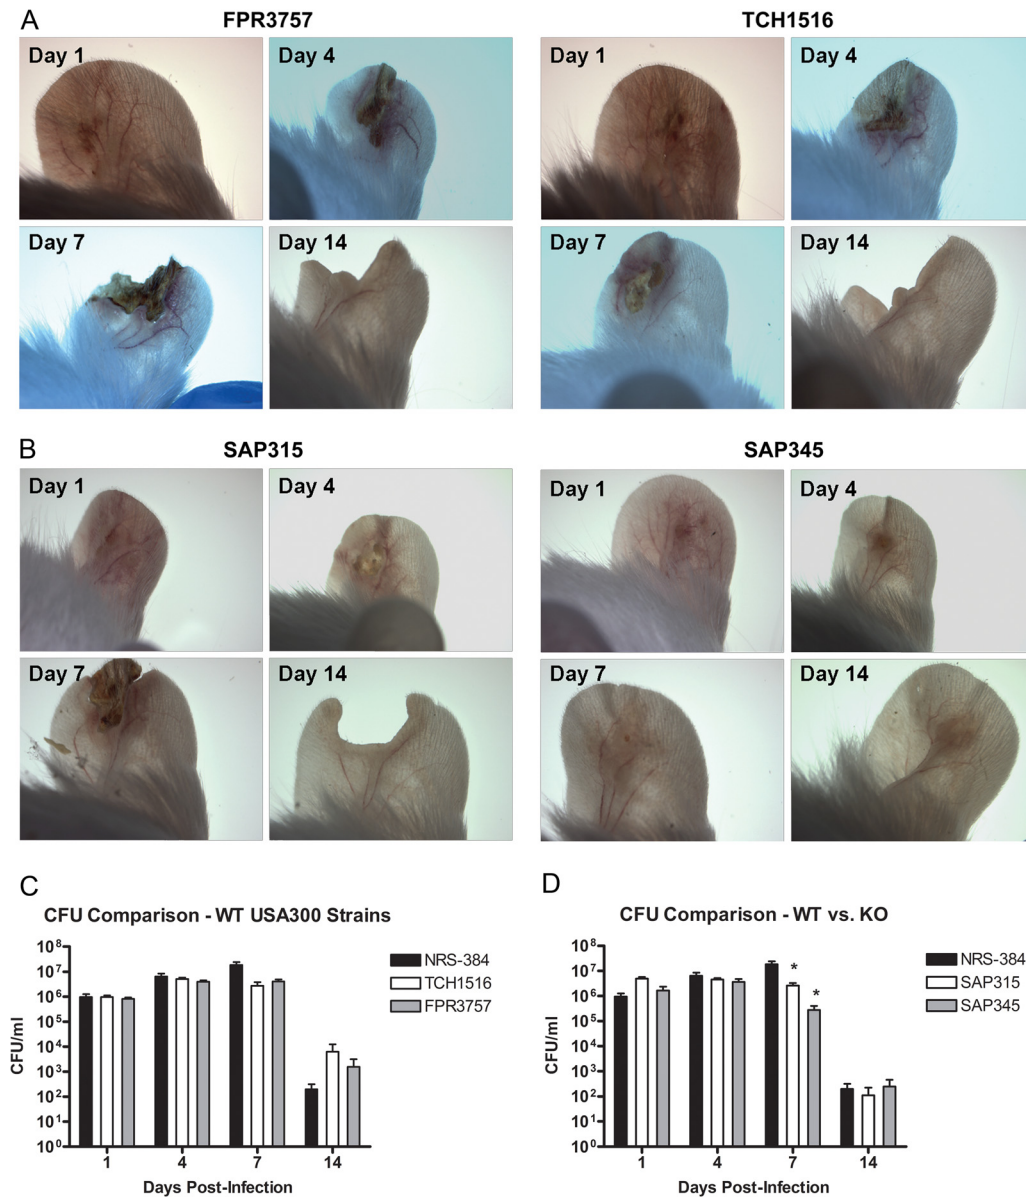 A
FPR3757
TCH1516
Day 1
Day 4
Day 1
Day 4
Day 7
Day 14
Day 7
Day 14
B
SAP315
SAP345
Day 1
Day 4
Day 1
Day 4
Day 7
Day 14
Day 7
Day 14
C
CFU Comparison - WT USA300 Strains
CFU/ml
10⁸
10⁷
10⁶
10⁵
10⁴
10³
10²
10¹
10⁰
1
4
7
14
Days Post-Infection
NRS-384
TCH1516
FPR3757
D
CFU Comparison - WT vs. KO
CFU/ml
10⁸
10⁷
10⁶
10⁵
10⁴
10³
10²
10¹
10⁰
*
*
1
4
7
14
Days Post-Infection
NRS-384
SAP315
SAP345